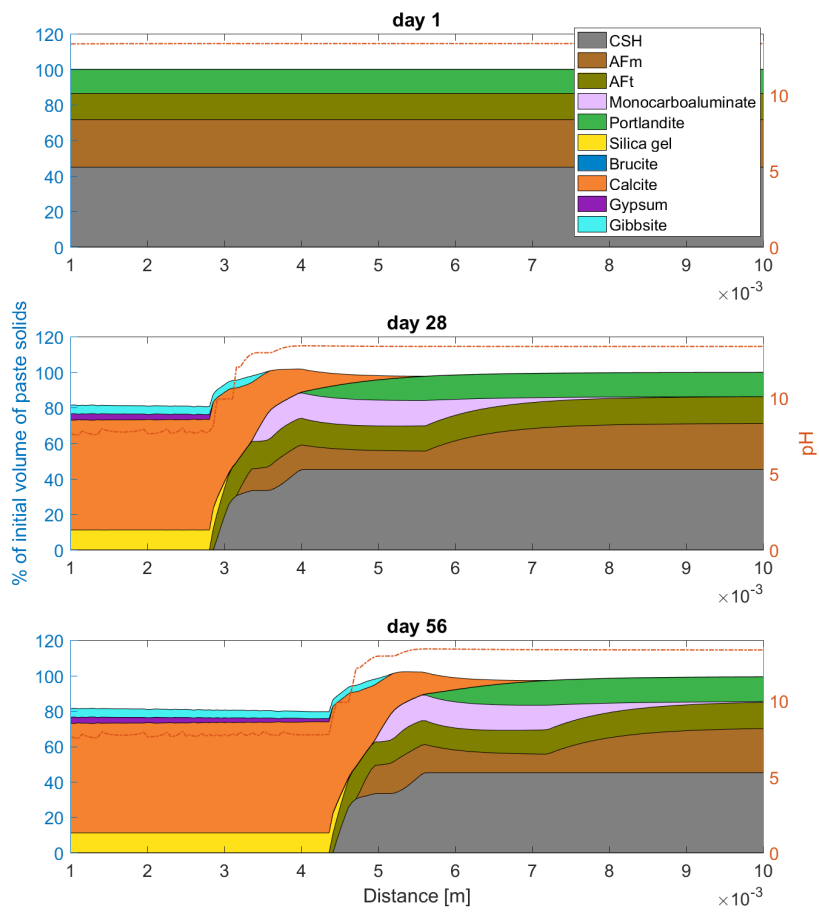 day 1
120
100
80
60
40
20
0
10
5
0
CSH
AFm
AFt
Monocarboaluminate
Portlandite
Silica gel
Brucite
Calcite
Gypsum
Gibbsite
1 2 3 4 5 6 7 8 9 10
×10-3
day 28
120
100
80
60
40
20
0
10
5
0
1 2 3 4 5 6 7 8 9 10
×10-3
% of initial volume of paste solids
pH
day 56
120
100
80
60
40
20
0
10
5
0
1 2 3 4 5 6 7 8 9 10
Distance [m]
×10-3